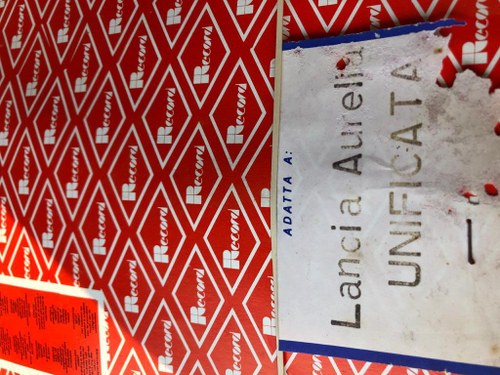 Record
ADATTA A:
Lancia Aurelia
UNIFICATA